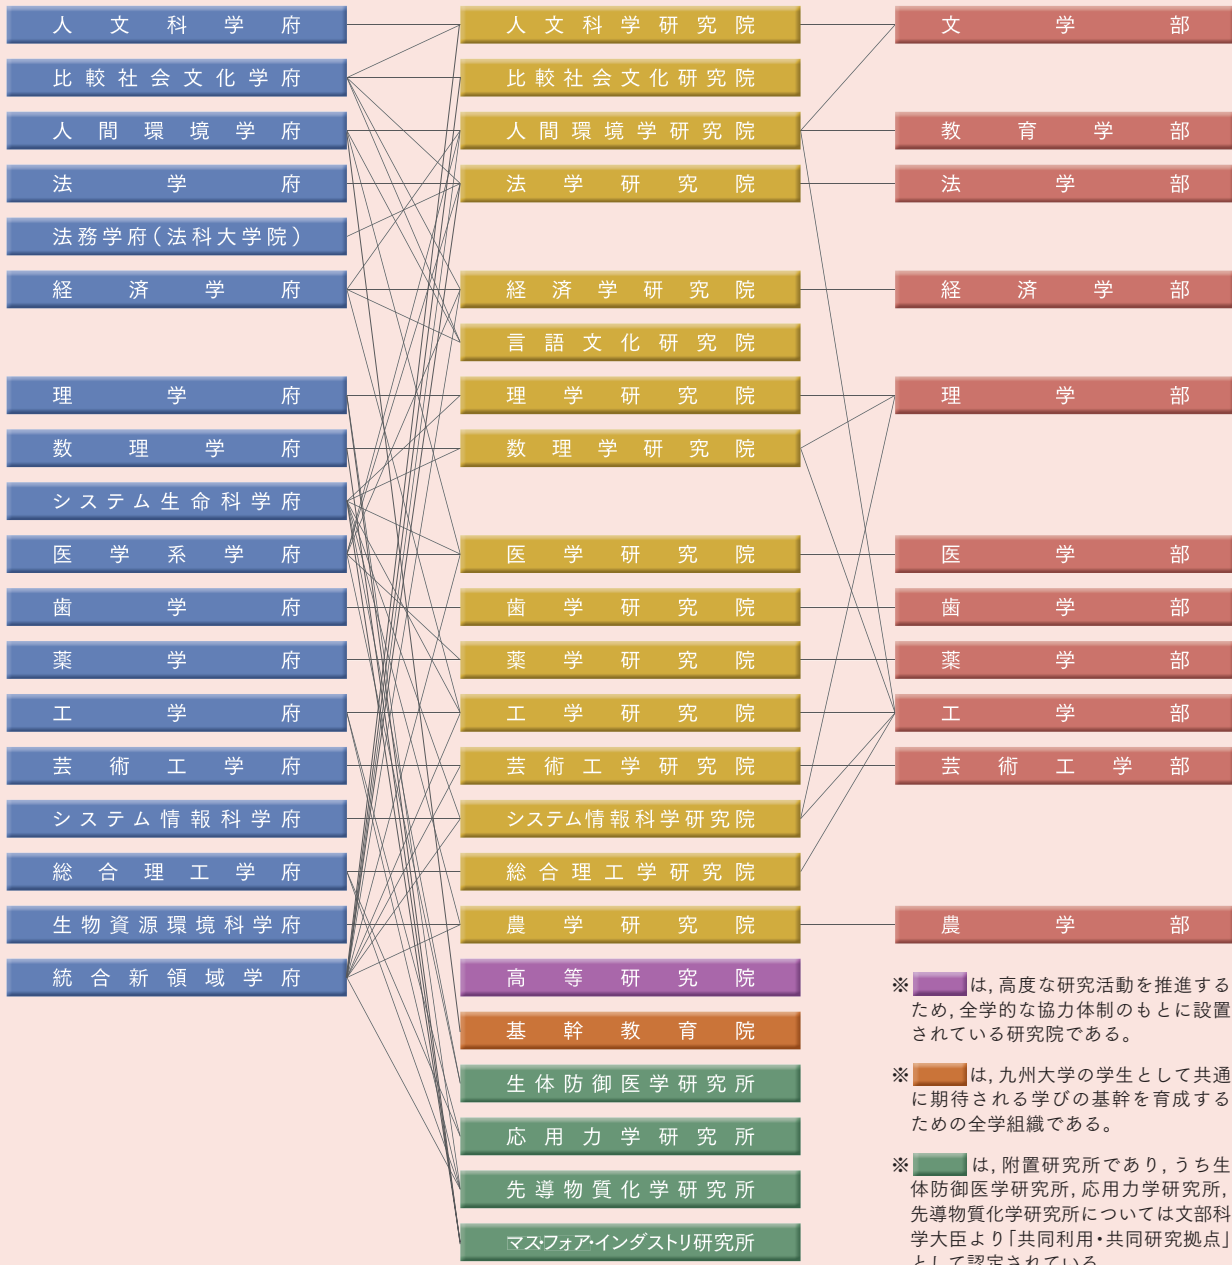 人文科学府
人文科学研究院
文学部
比較社会文化学府
比較社会文化研究院
人間環境学府
人間環境学研究院
教育学部
法学府
法学研究院
法学部
法務学府(法科大学院)
経済学府
経済学研究院
経済学部
言語文化研究院
理学府
理学研究院
理学部
数理学府
数理学研究院
システム生命科学府
医学系学府
医学研究院
医学部
歯学府
歯学研究院
歯学部
薬学府
薬学研究院
薬学部
工学府
工学研究院
工学部
芸術工学府
芸術工学研究院
芸術工学部
システム情報科学府
システム情報科学研究院
総合理工学府
総合理工学研究院
生物資源環境科学府
農学研究院
農学部
統合新領域学府
高等研究院
基幹教育院
生体防御医学研究所
応用力学研究所
先導物質化学研究所
マス・フォア・インダストリ研究所
※は,高度な研究活動を推進する
ため,全学的な協力体制のもとに設置
されている研究院である。
※は,九州大学の学生として共通
に期待される学びの基幹を育成する
ための全学組織である。
※は,附置研究所であり,うち生
体防御医学研究所,応用力学研究所,
先導物質化学研究所については文部科
学大臣より「共同利用・共同研究拠点」
として認定されている